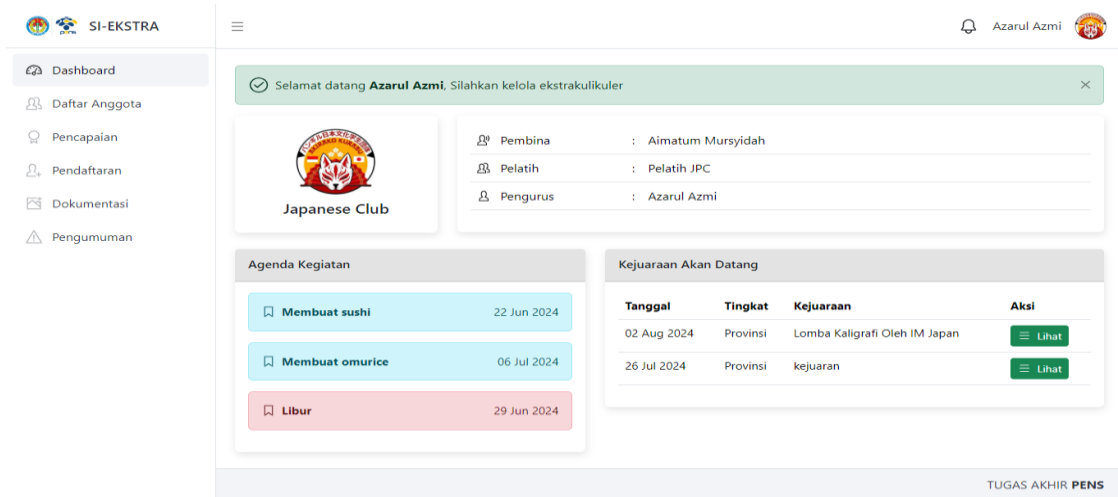 SI-EKSTRA
Azarul Azmi
Dashboard
Daftar Anggota
Pencapaian
Pendaftaran
Dokumentasi
Pengumuman
Selamat datang Azarul Azmi, Silahkan kelola ekstrakulikuler
Japanese Club
Pembina : Aimatum Mursyidah
Pelatih : Pelatih JPC
Pengurus : Azarul Azmi
Agenda Kegiatan
Membuat sushi 22 Jun 2024
Membuat omurice 06 Jul 2024
Libur 29 Jun 2024
Kejuaraan Akan Datang
Tanggal Tingkat Kejuaraan Aksi
02 Aug 2024 Provinsi Lomba Kaligrafi Oleh IM Japan Lihat
26 Jul 2024 Provinsi kejuaran Lihat
TUGAS AKHIR PENS